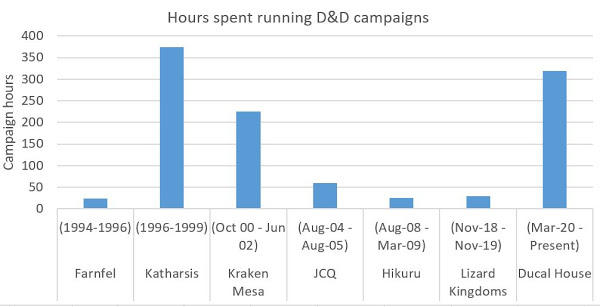 Hours spent running D&D campaigns
Campaign hours
400
350
300
250
200
150
100
50
0
(1994-1996) (1996-1999) (Oct 00 - Jun (Aug-04 - (Aug-08 - (Nov-18 - (Mar-20 -
02) Aug-05) Mar-09) Nov-19) Present)
Farnfel Katharsis Kraken JCQ Hikuru Lizard Ducal House
Mesa Kingdoms